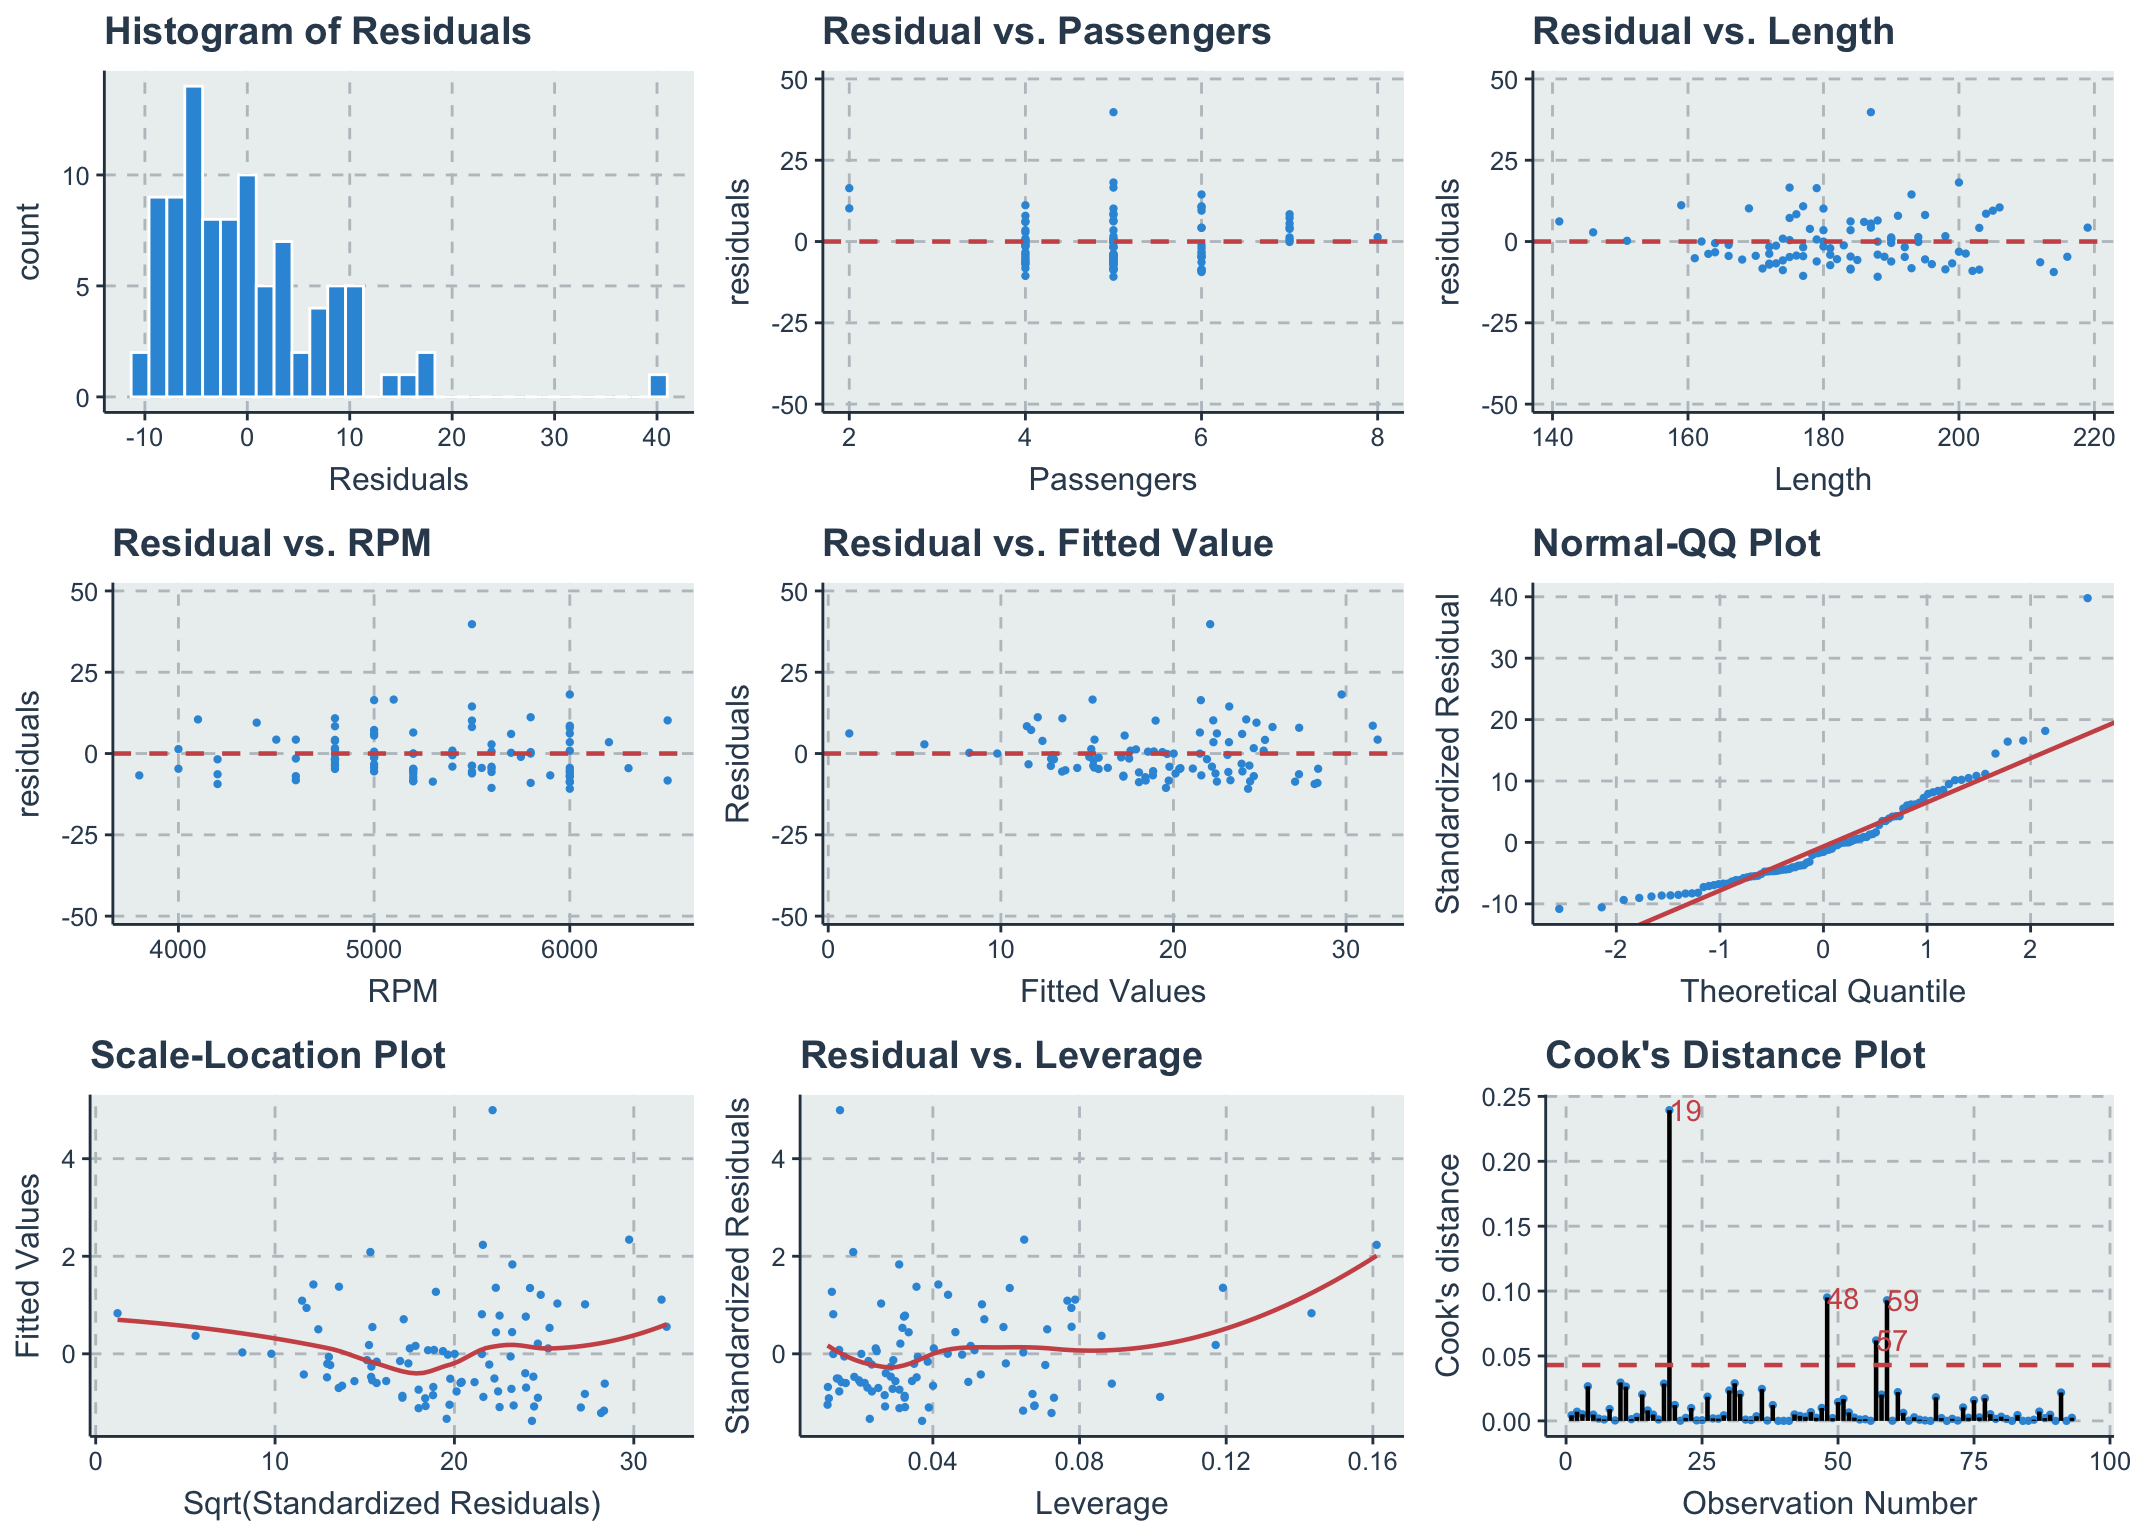 Histogram of Residuals
count
10
5
0
-10 0 10 20 30 40
Residuals
Residual vs. Passengers
residuals
50
25
0
-25
-50
2 4 6 8
Passengers
Residual vs. Length
residuals
50
25
0
-25
-50
140 160 180 200 220
Length
Residual vs. RPM
residuals
50
25
0
-25
-50
4000 5000 6000
RPM
Residual vs. Fitted Value
Residuals
50
25
0
-25
-50
0 10 20 30
Fitted Values
Normal-QQ Plot
Standardized Residual
40
30
20
10
0
-10
-2 -1 0 1 2
Theoretical Quantile
Scale-Location Plot
Fitted Values
4
2
0
0 10 20 30
Sqrt(Standardized Residuals)
Residual vs. Leverage
Standardized Residuals
4
2
0
0.04 0.08 0.12 0.16
Leverage
Cook's Distance Plot
Cook's distance
0.25
0.20
0.15
0.10
0.05
0.00
19
48
59
57
0 25 50 75 100
Observation Number